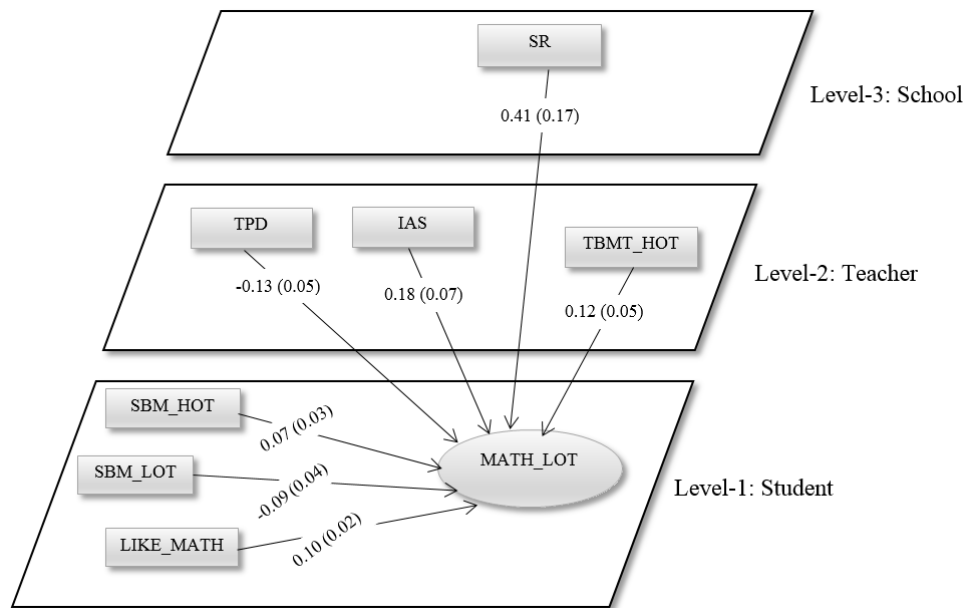 SR
Level-3: School
0.41 (0.17)
TPD
IAS
TBMT_HOT
Level-2: Teacher
-0.13 (0.05)
0.18 (0.07)
0.12 (0.05)
SBM_HOT
0.07 (0.03)
SBM_LOT
MATH_LOT
-0.09 (0.04)
Level-1: Student
LIKE_MATH
0.10 (0.02)